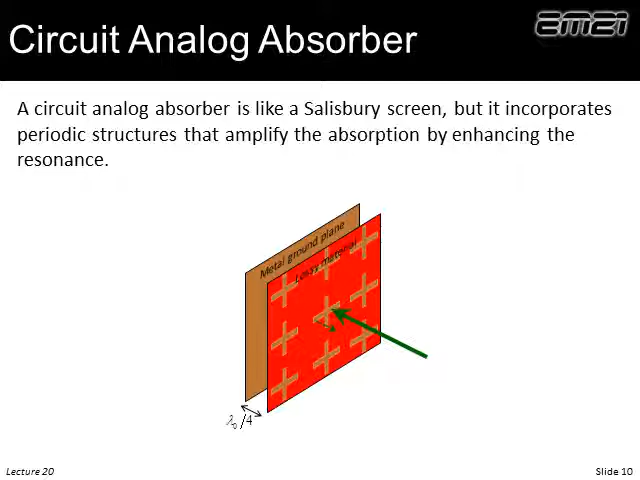 Circuit Analog Absorber
EM21
A circuit analog absorber is like a Salisbury screen, but it incorporates
periodic structures that amplify the absorption by enhancing the
resonance.
Metal ground plane
Lossy material
λ₀/4
Lecture 20
Slide 10